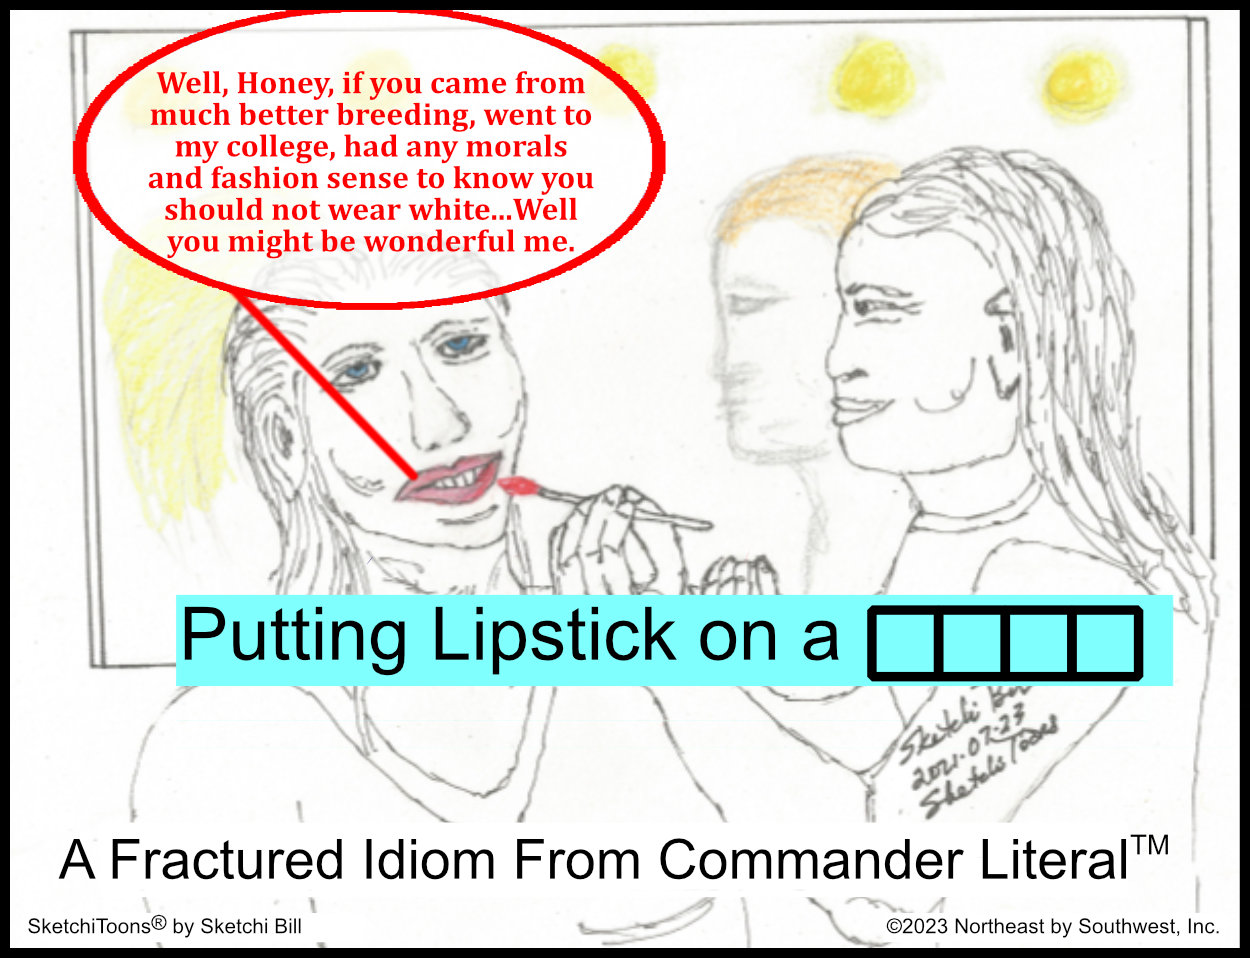 Well, Honey, if you came from
much better breeding, went to
my college, had any morals
and fashion sense to know you
should not wear white...Well
you might be wonderful me.
Putting Lipstick on a
Sketchi Bill
2021.07.23
SketchiToons
A Fractured Idiom From Commander Literal™
SketchiToons® by Sketchi Bill
©2023 Northeast by Southwest, Inc.